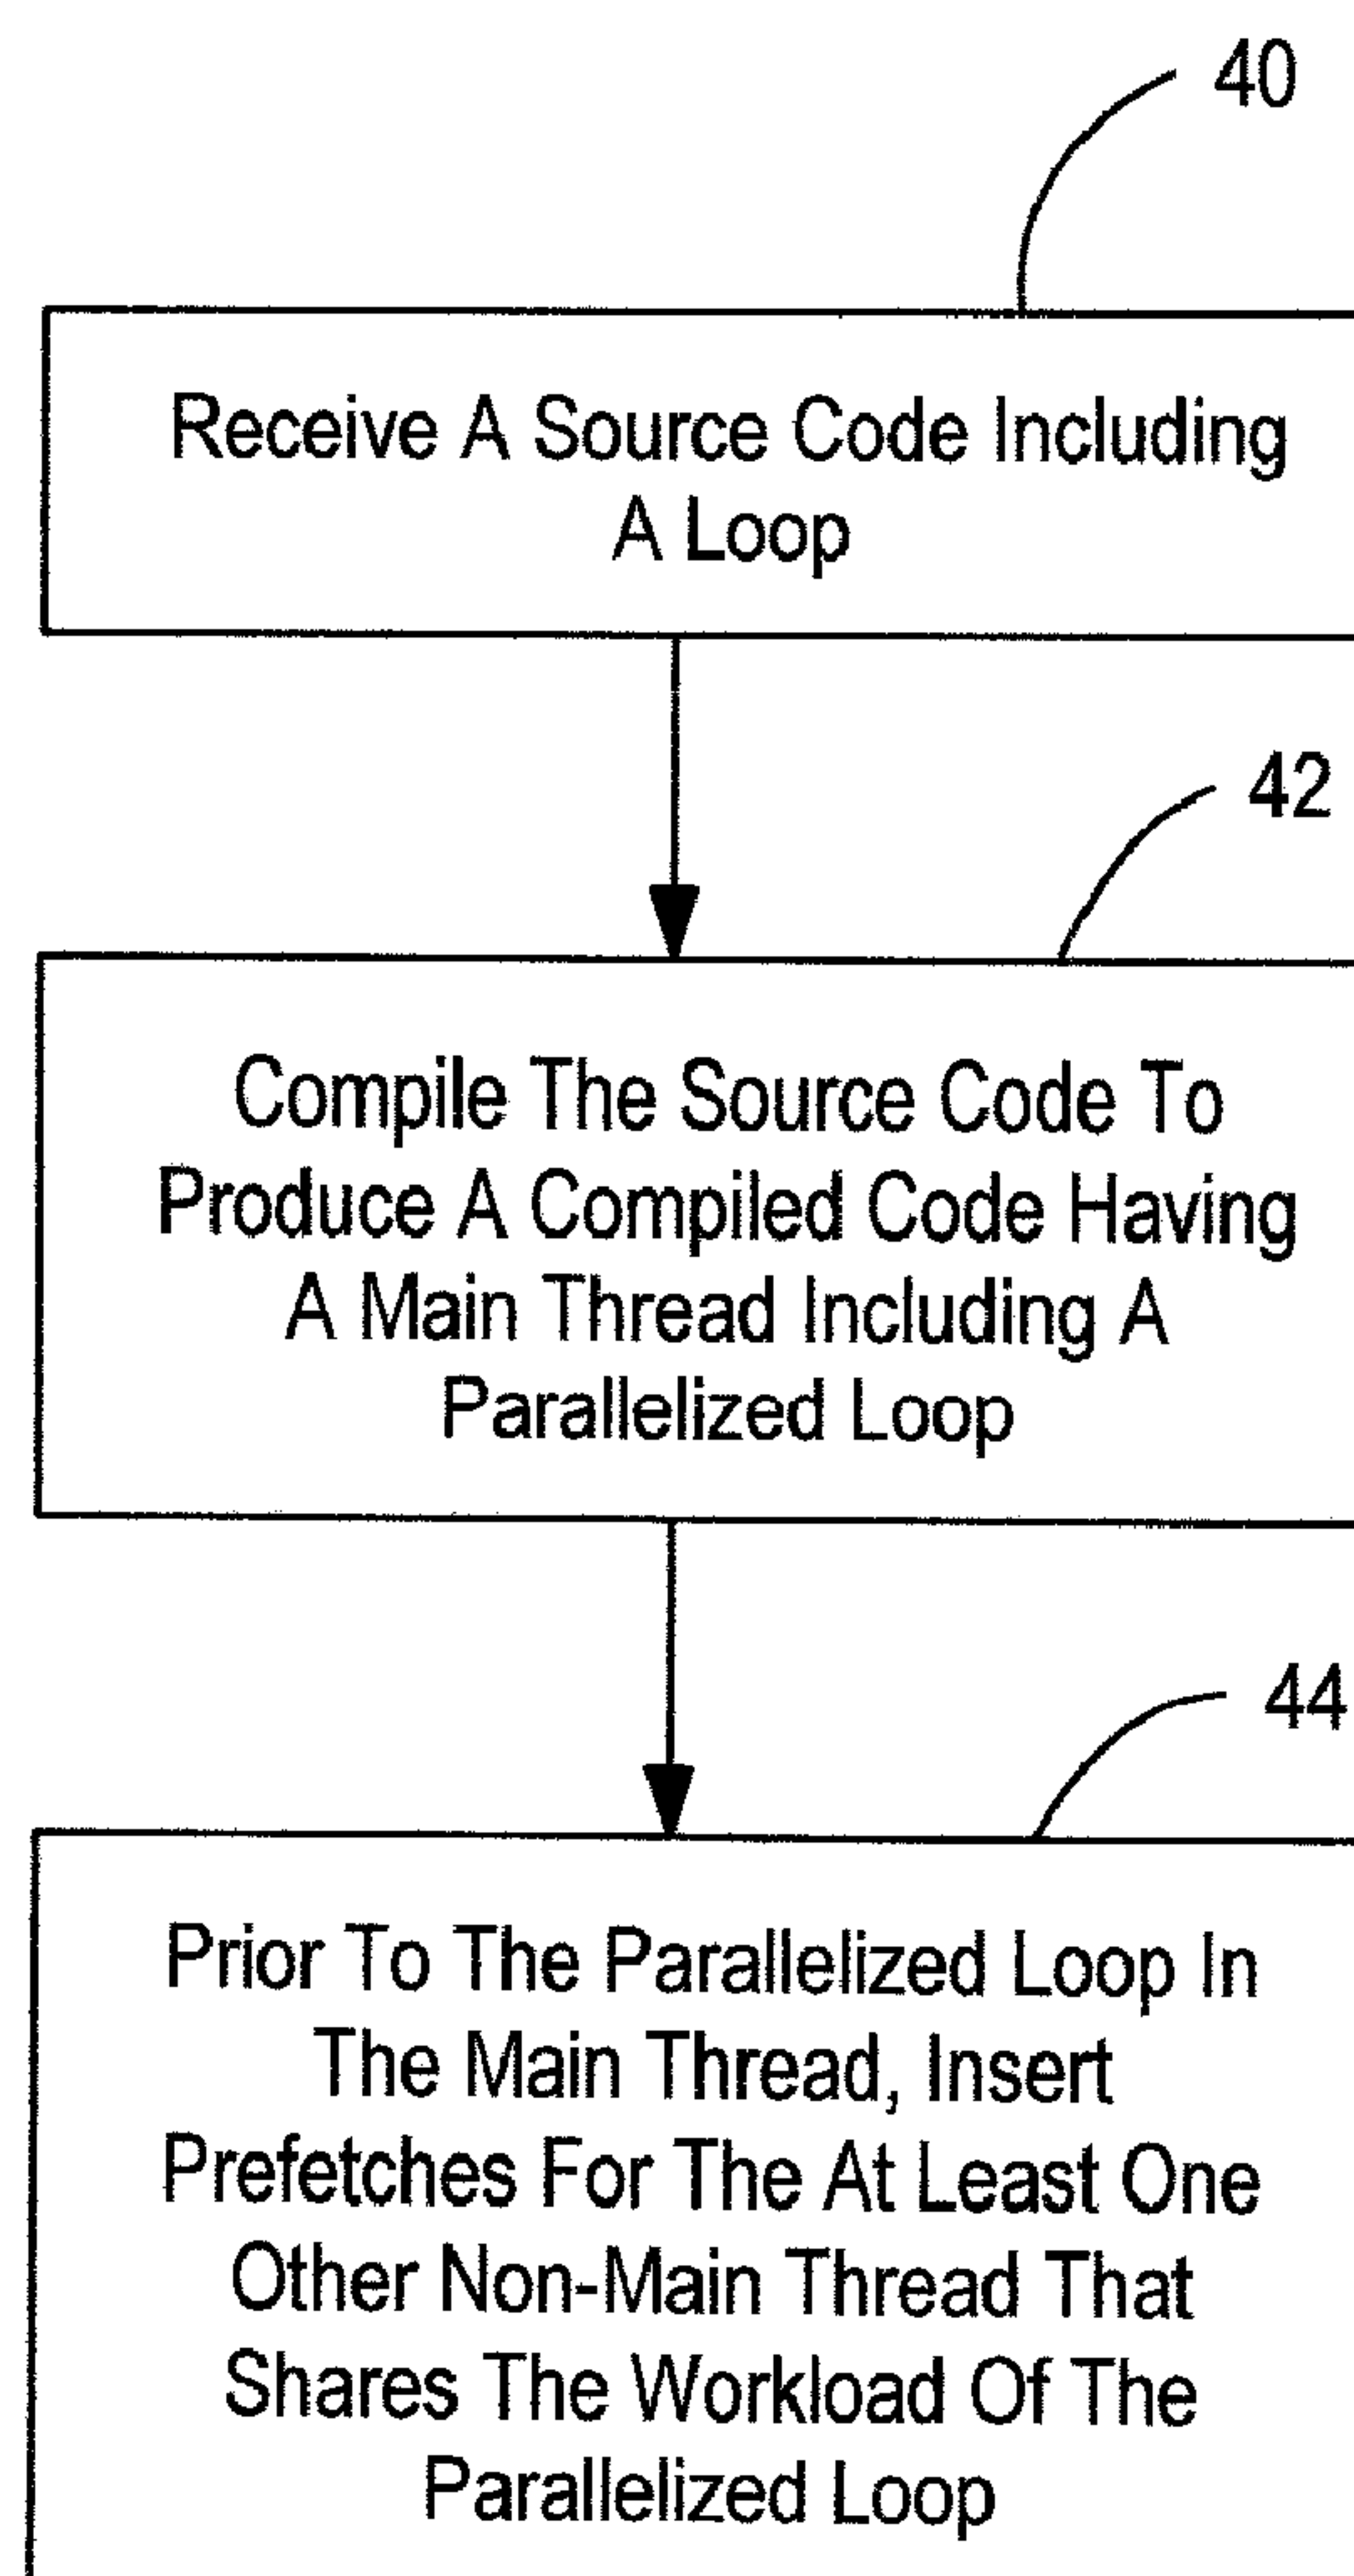 40
Receive A Source Code Including
A Loop
42
Compile The Source Code To
Produce A Compiled Code Having
A Main Thread Including A
Parallelized Loop
44
Prior To The Parallelized Loop In
The Main Thread, Insert
Prefetches For The At Least One
Other Non-Main Thread That
Shares The Workload Of The
Parallelized Loop